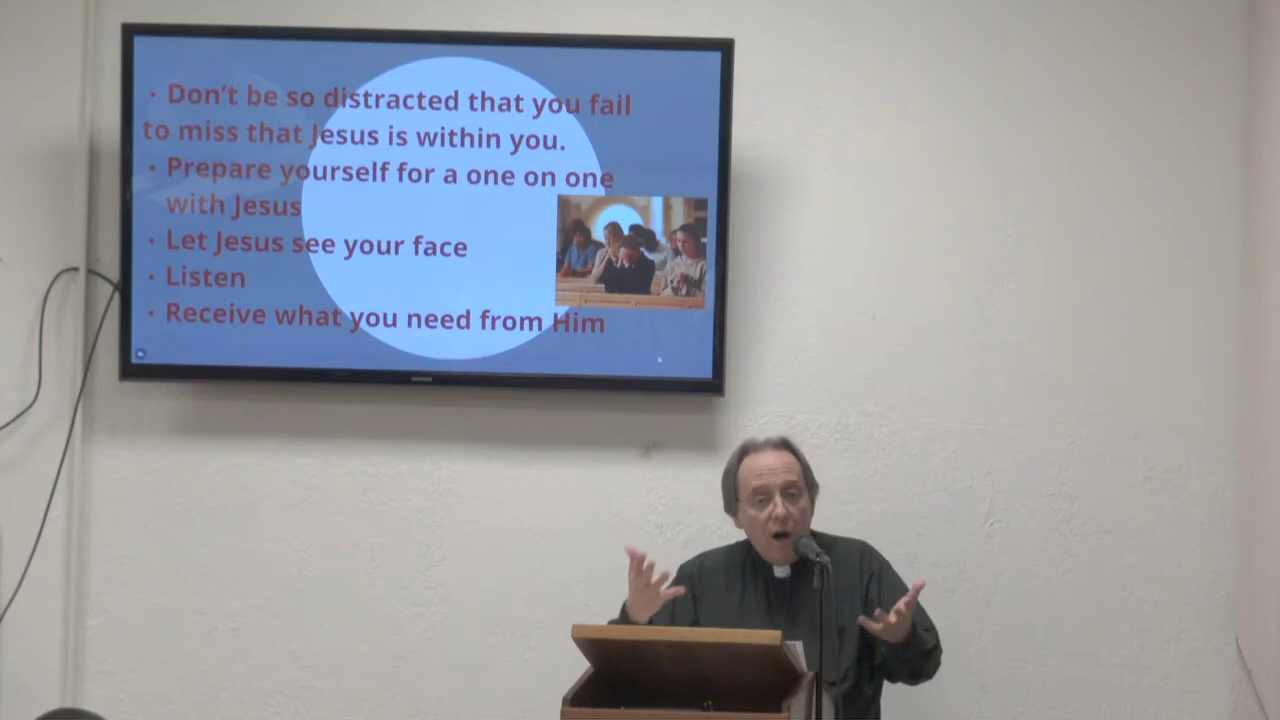 · Don't be so distracted that you fail
to miss that Jesus is within you.
· Prepare yourself for a one on one
with Jesus
· Let Jesus see your face
· Listen
· Receive what you need from Him